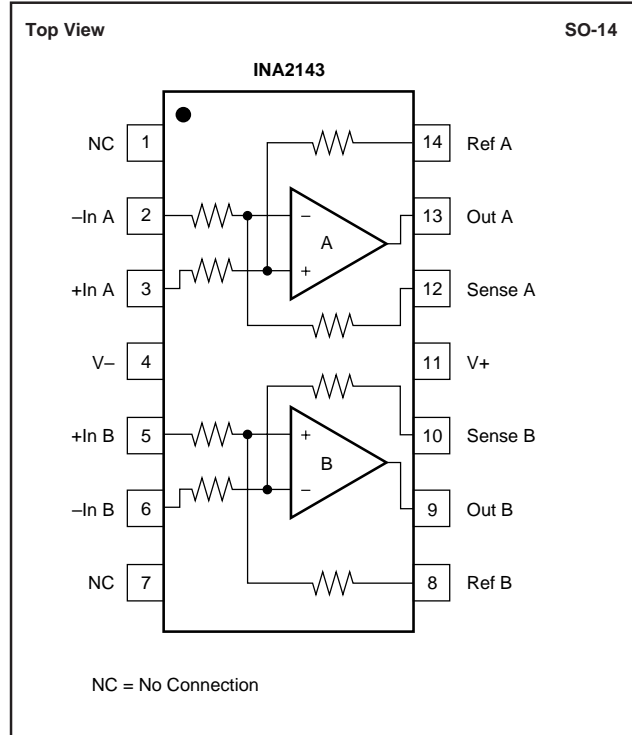 Top View SO-14
INA2143
NC 1 14 Ref A
–In A 2 – 13 Out A
A
+In A 3 + 12 Sense A
V– 4 11 V+
+In B 5 + 10 Sense B
B
–In B 6 – 9 Out B
NC 7 8 Ref B
NC = No Connection